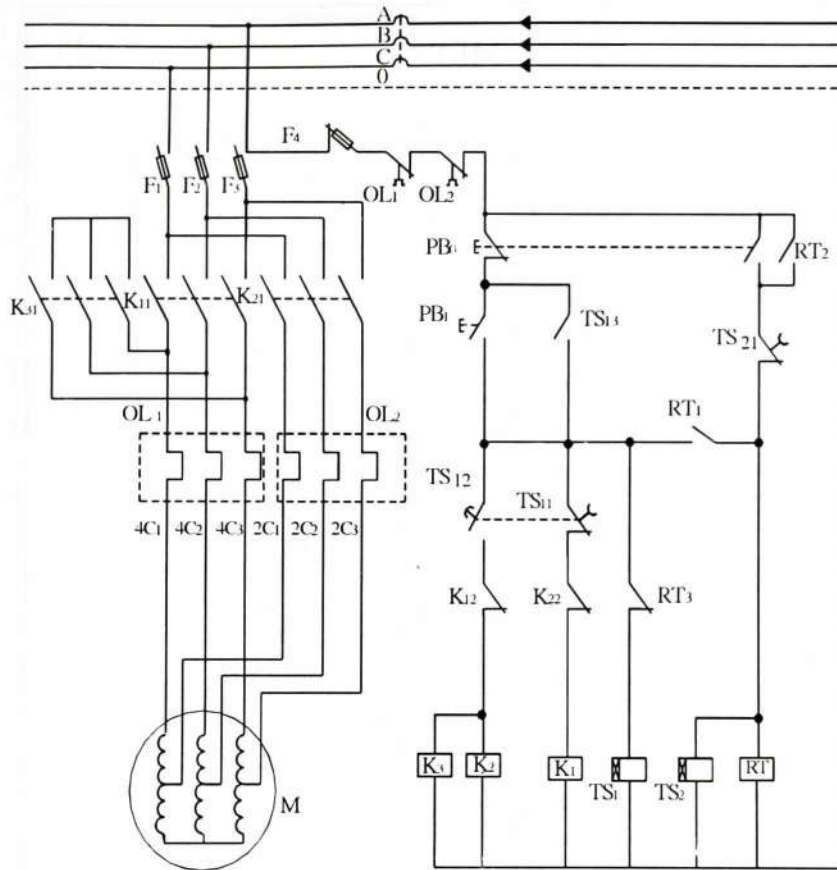 A
B
C
0
F4
F1 F2 F3
OL1 OL2
PB
RT2
K31 K11 K21
PB1 TS13
TS21
OL1 OL2
RT1
TS12
TS11
4C1 4C2 4C3 2C1 2C2 2C3
K12 K22 RT3
K3 K2 K1 RT
TS1 TS2
M